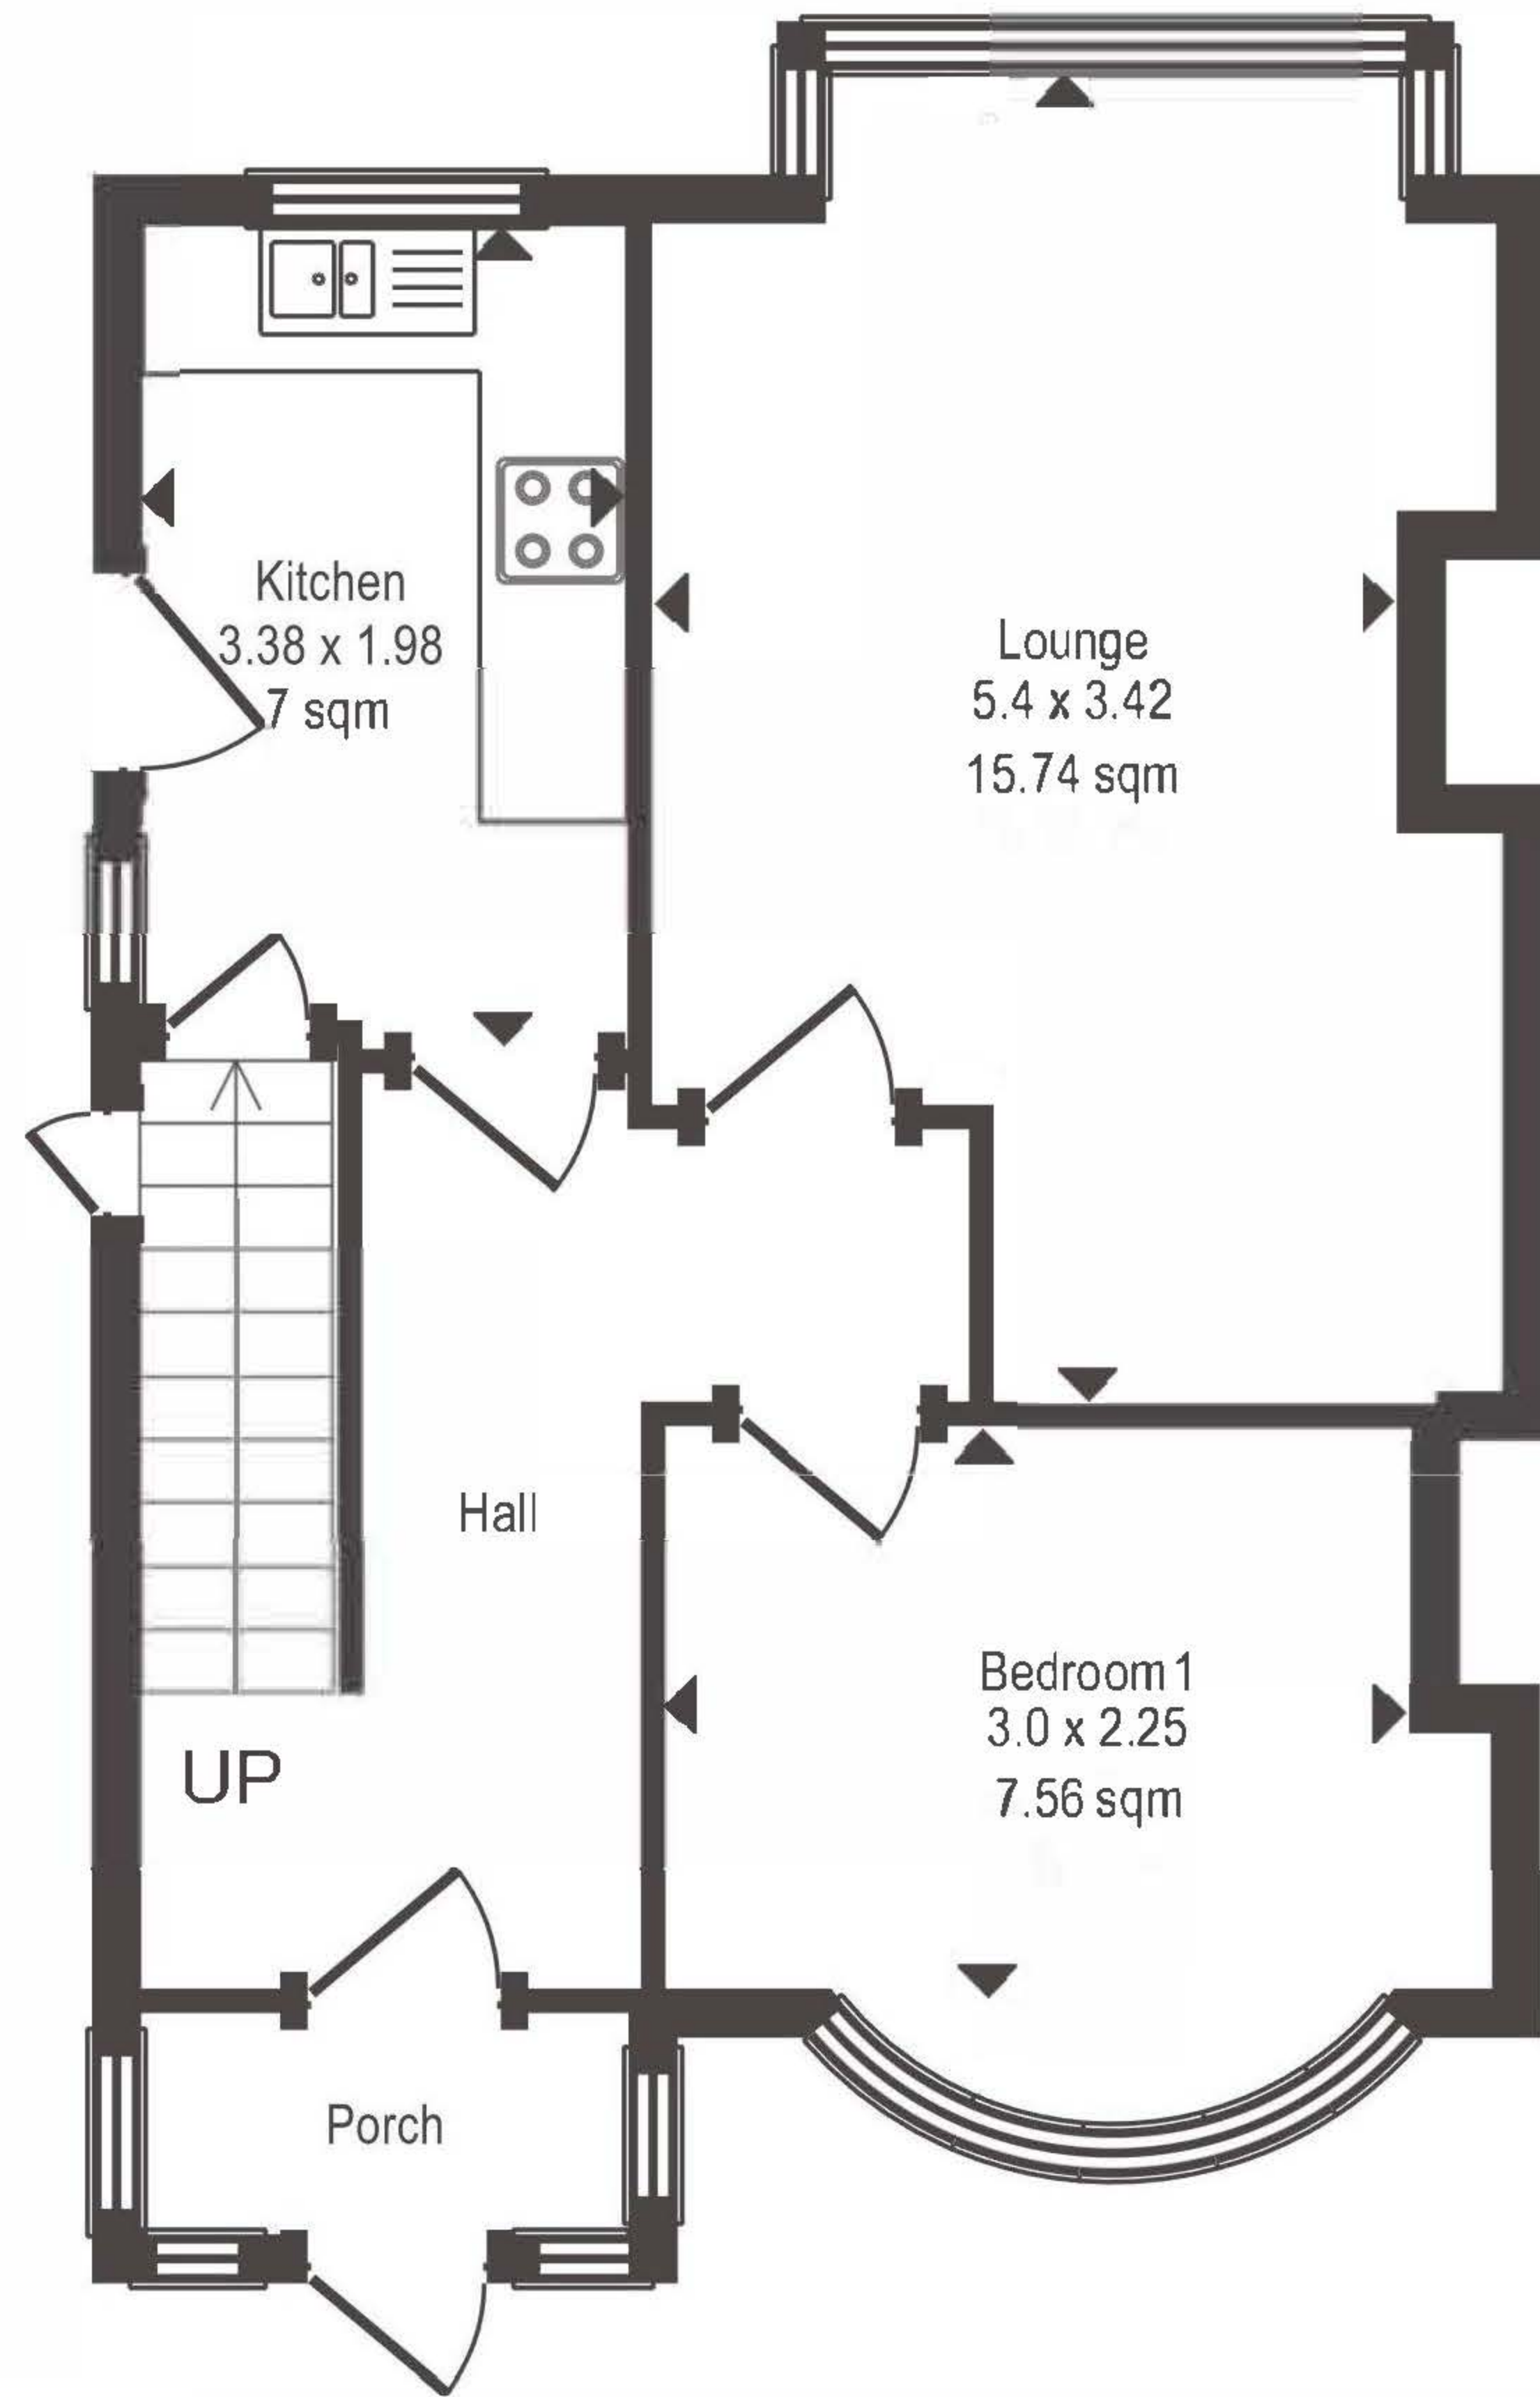 Kitchen
3.38 x 1.98
7 sqm
Lounge
5.4 x 3.42
15.74 sqm
Hall
Bedroom 1
3.0 x 2.25
7.56 sqm
UP
Porch